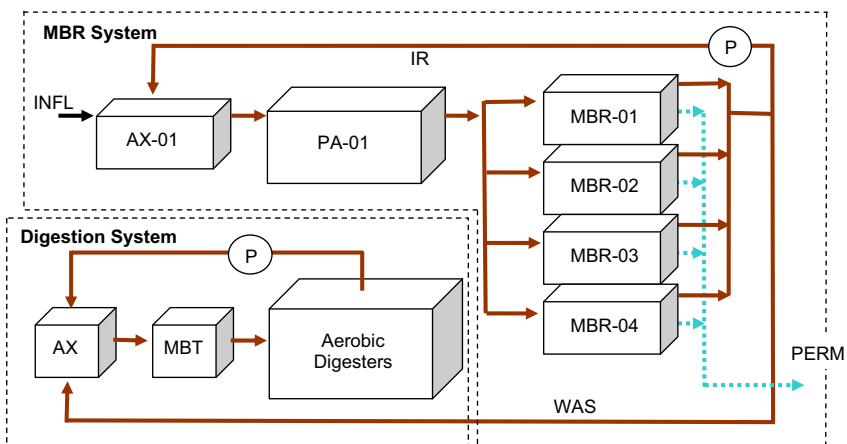 MBR System
P
IR
INFL
AX-01
PA-01
MBR-01
MBR-02
MBR-03
MBR-04
Digestion System
P
AX
MBT
Aerobic
Digesters
PERM
WAS